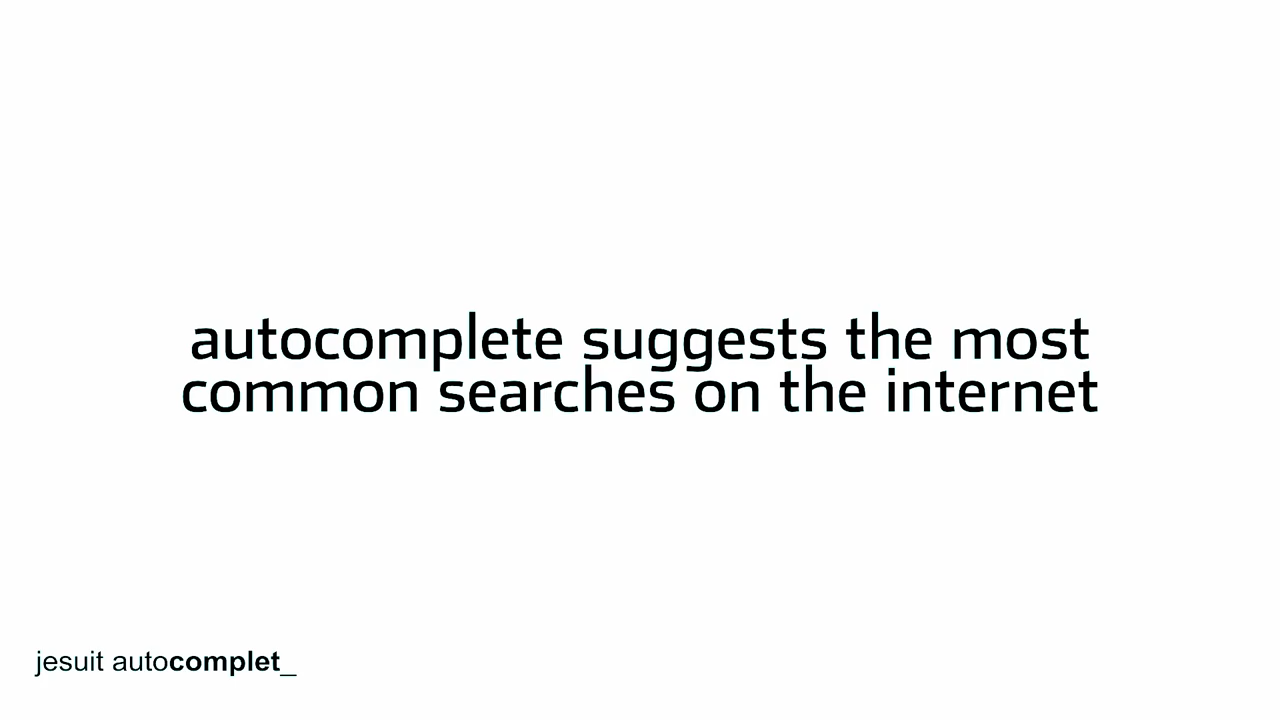 autocomplete suggests the most
common searches on the internet
jesuit autocomplet_